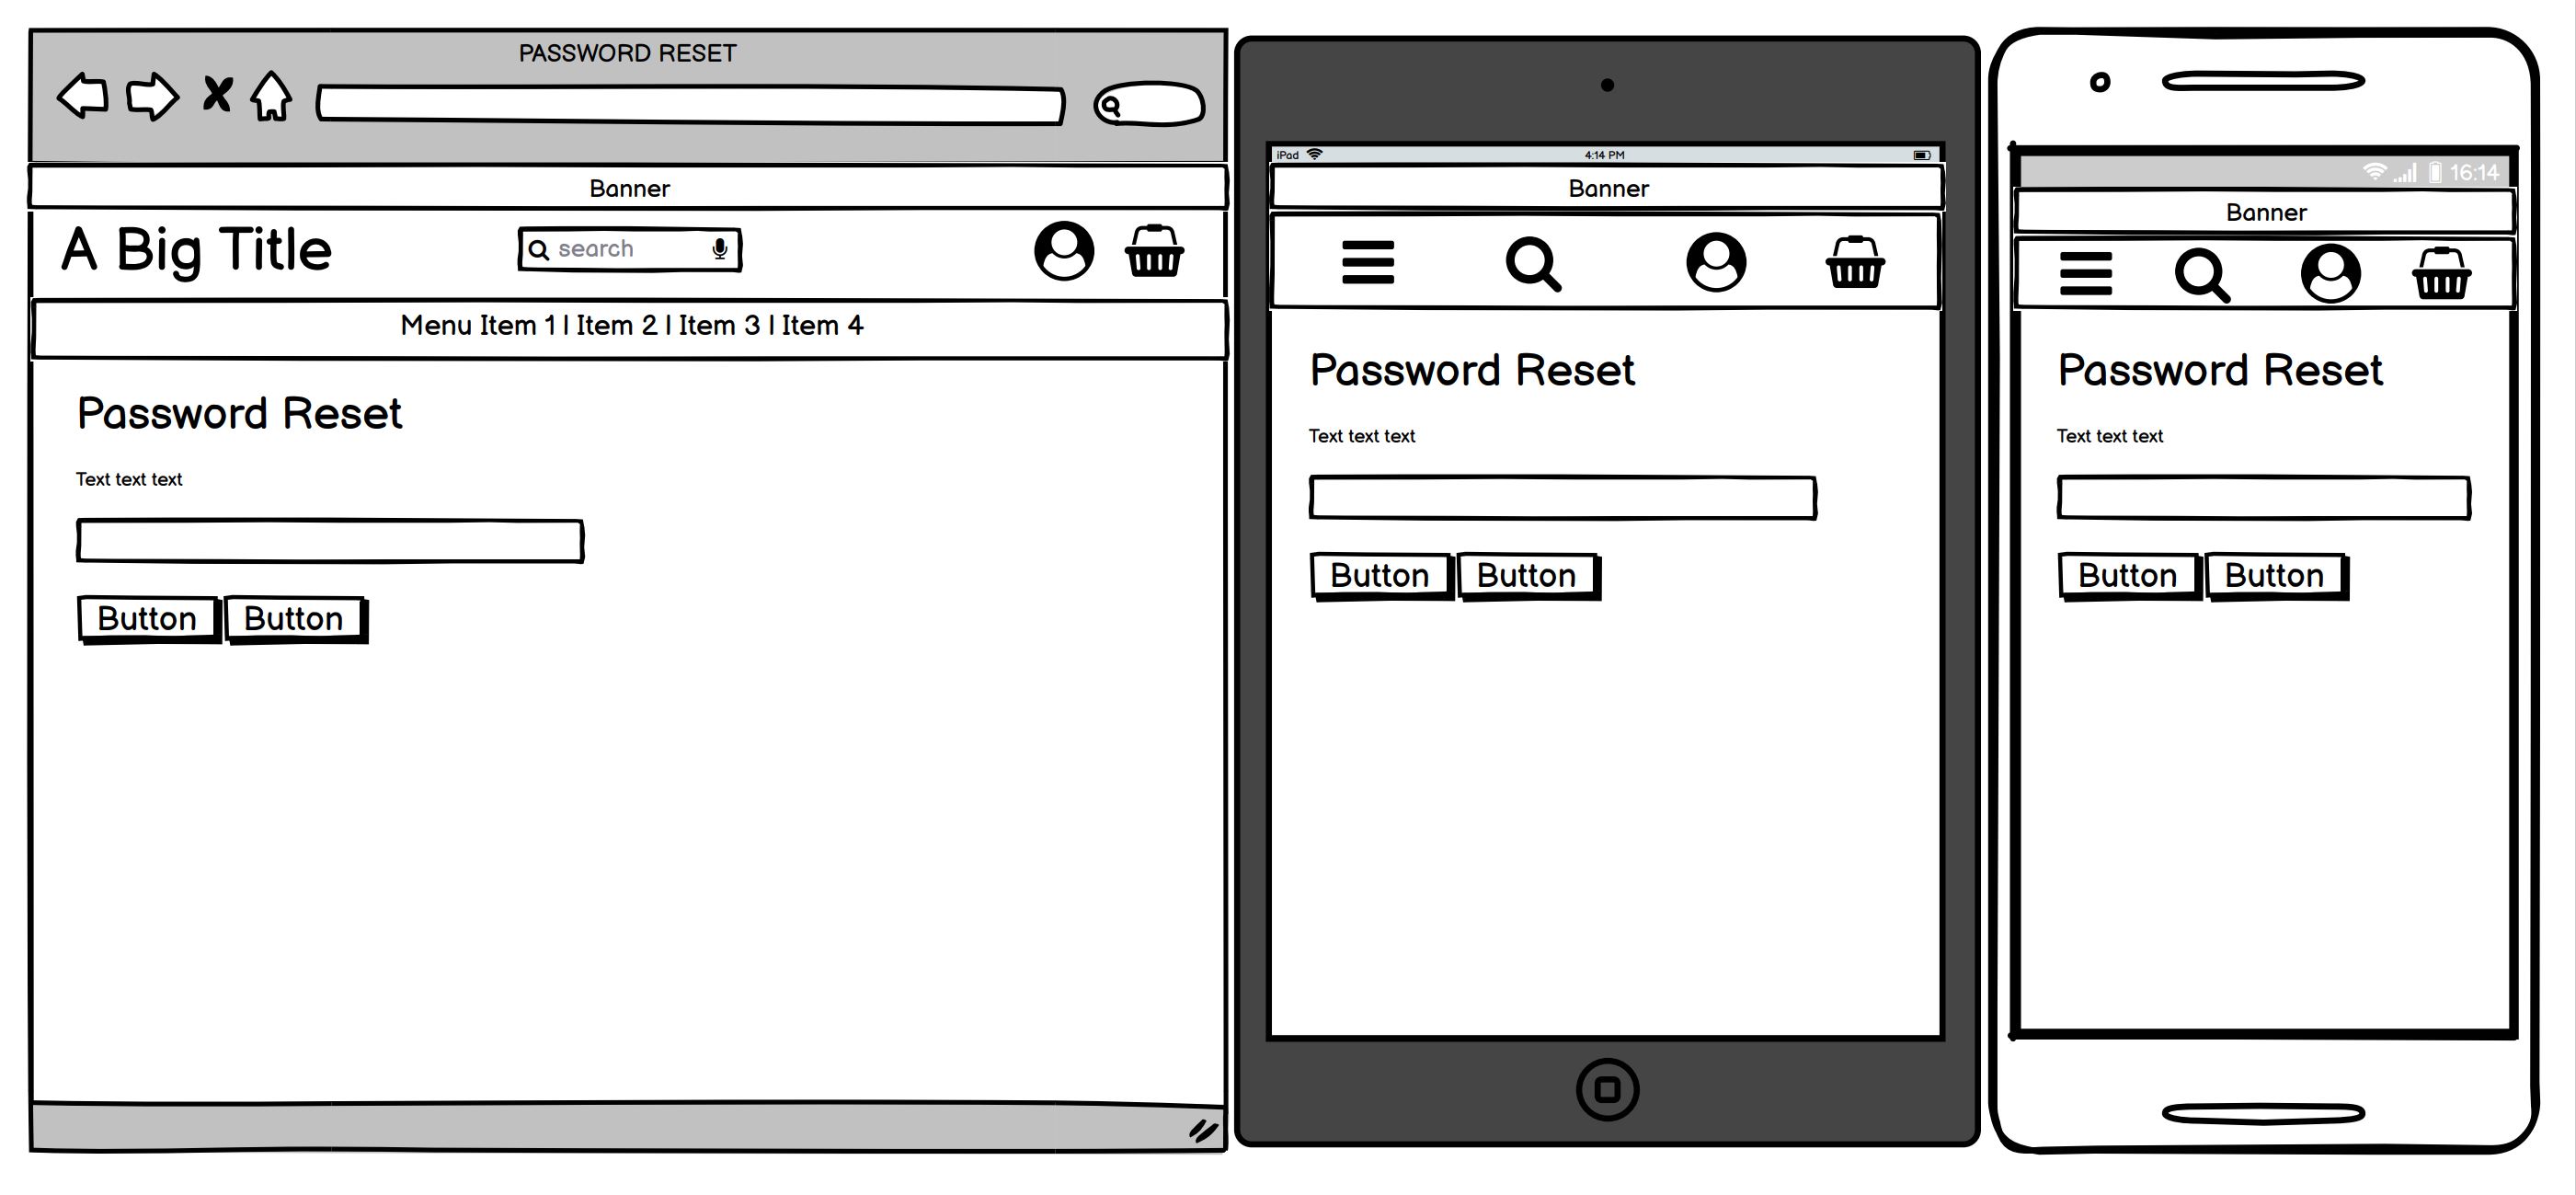 PASSWORD RESET
Banner
A Big Title
search
Menu Item 1 | Item 2 | Item 3 | Item 4
Password Reset
Text text text
Button Button
iPad 4:14 PM
Banner
Password Reset
Text text text
Button Button
16:14
Banner
Password Reset
Text text text
Button Button